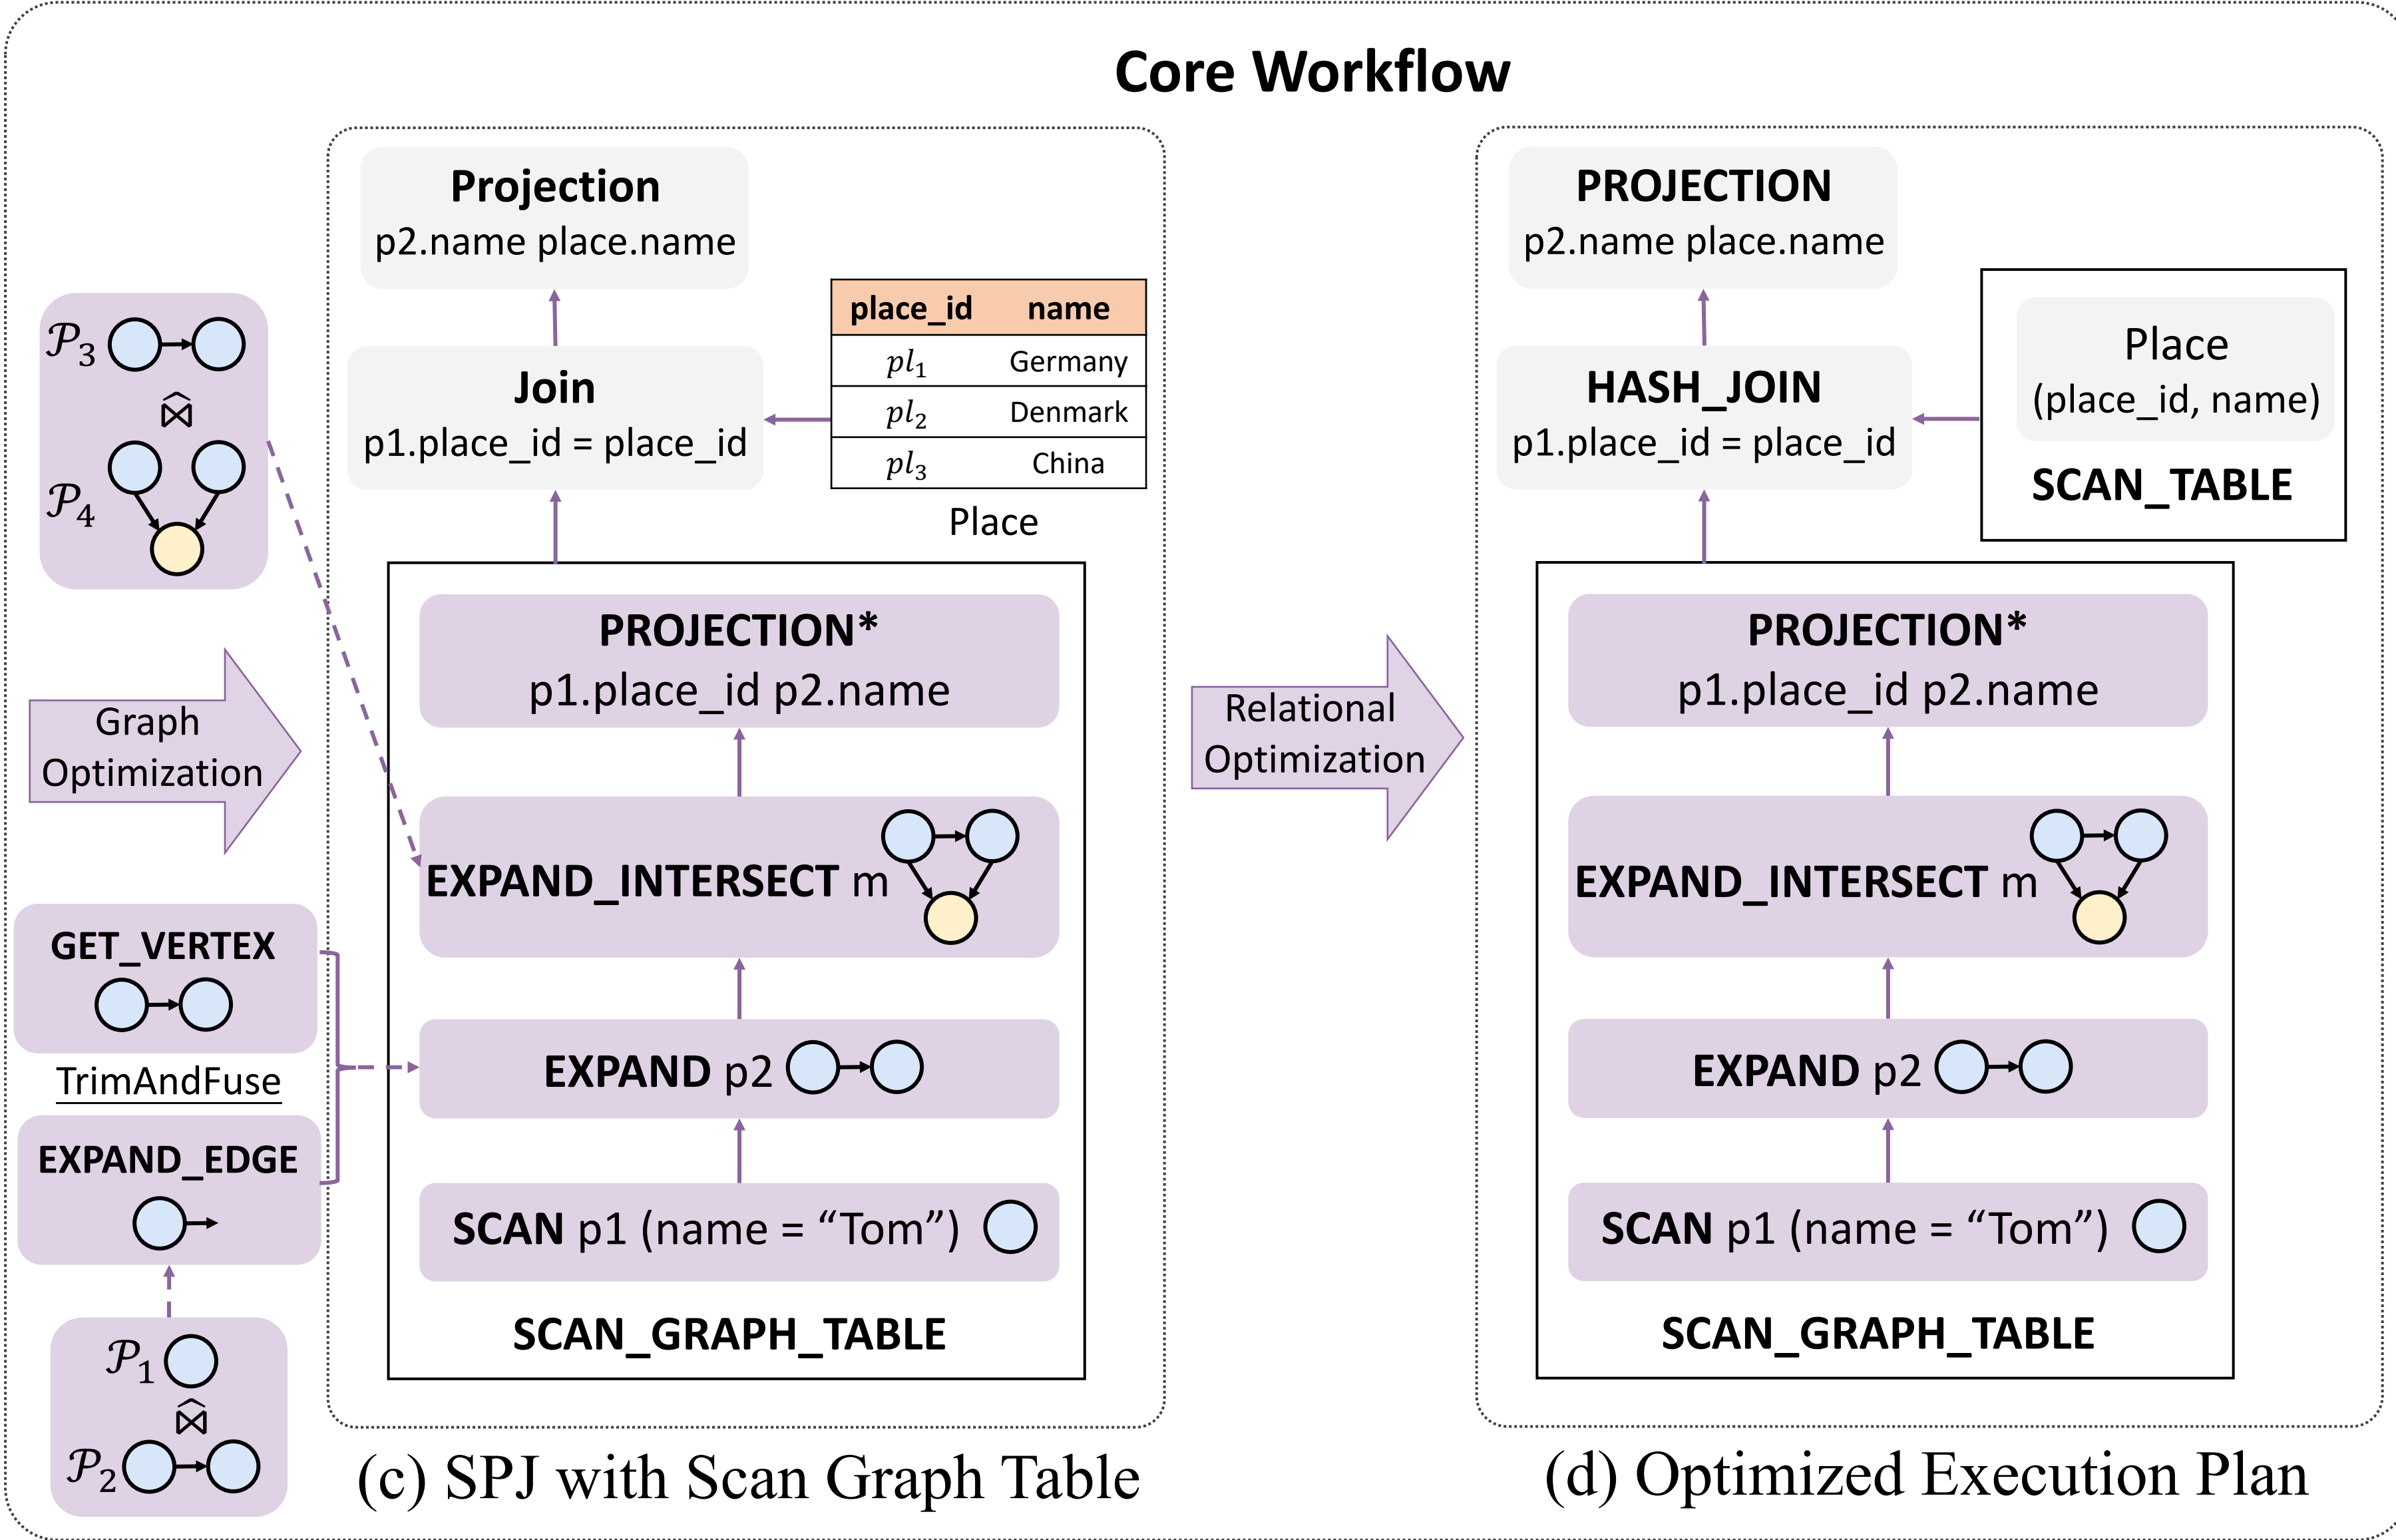 Core Workflow
𝒫3
⋈̂
𝒫4
Graph
Optimization
GET_VERTEX
TrimAndFuse
EXPAND_EDGE
𝒫1
⋈̂
𝒫2
Projection
p2.name place.name
Join
p1.place_id = place_id
place_id name
pl1 Germany
pl2 Denmark
pl3 China
Place
PROJECTION*
p1.place_id p2.name
EXPAND_INTERSECT m
EXPAND p2
SCAN p1 (name = “Tom”)
SCAN_GRAPH_TABLE
(c) SPJ with Scan Graph Table
Relational
Optimization
PROJECTION
p2.name place.name
HASH_JOIN
p1.place_id = place_id
Place
(place_id, name)
SCAN_TABLE
PROJECTION*
p1.place_id p2.name
EXPAND_INTERSECT m
EXPAND p2
SCAN p1 (name = “Tom”)
SCAN_GRAPH_TABLE
(d) Optimized Execution Plan